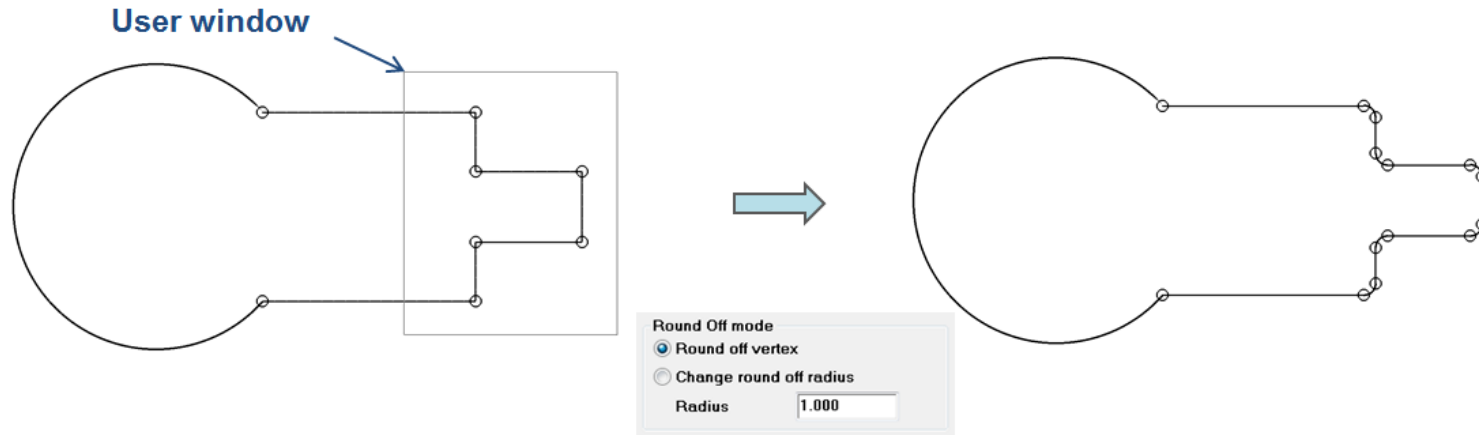 User window
Round Off mode
Round off vertex
Change round off radius
Radius 1.000